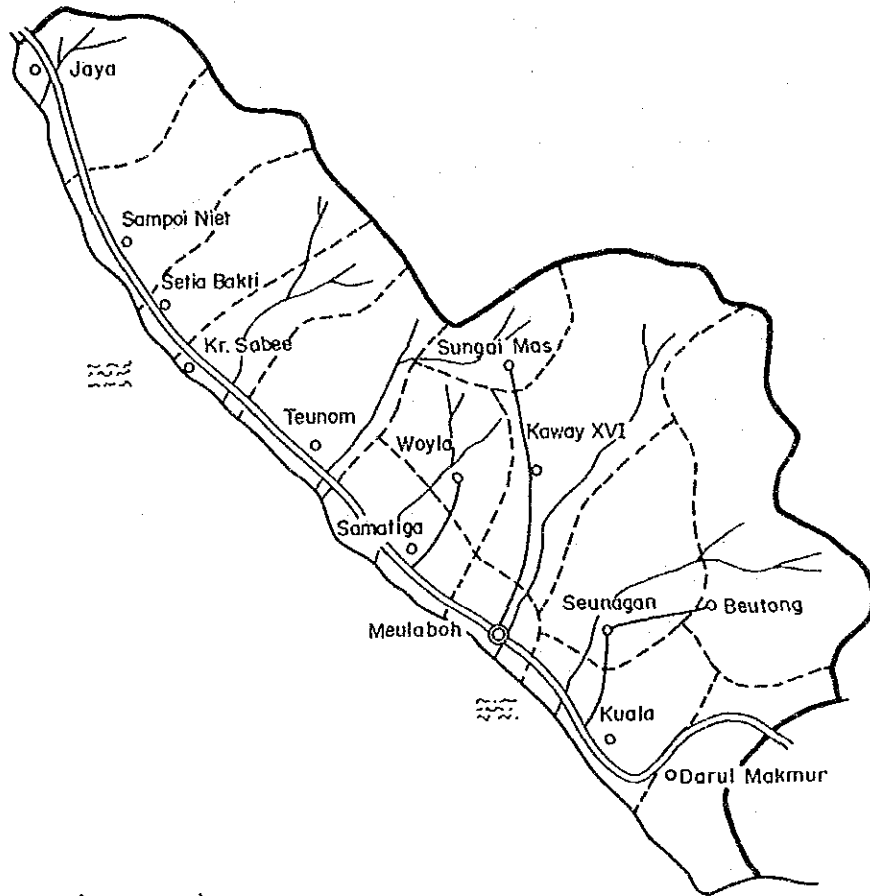 Jaya
Sampoi Niet
Setia Bakti
Kr. Sabee
Sungai Mas
Teunom
Woyla
Kaway XVI
Samatiga
Seunagan
Beutong
Meulaboh
Kuala
Darul Makmur